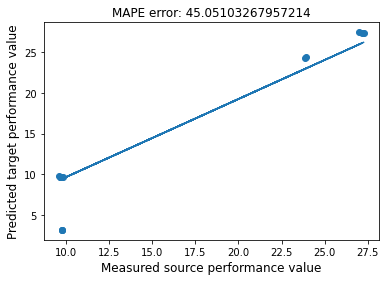 MAPE error: 45.05103267957214
Predicted target performance value
25
20
15
10
5
10.0 12.5 15.0 17.5 20.0 22.5 25.0 27.5
Measured source performance value